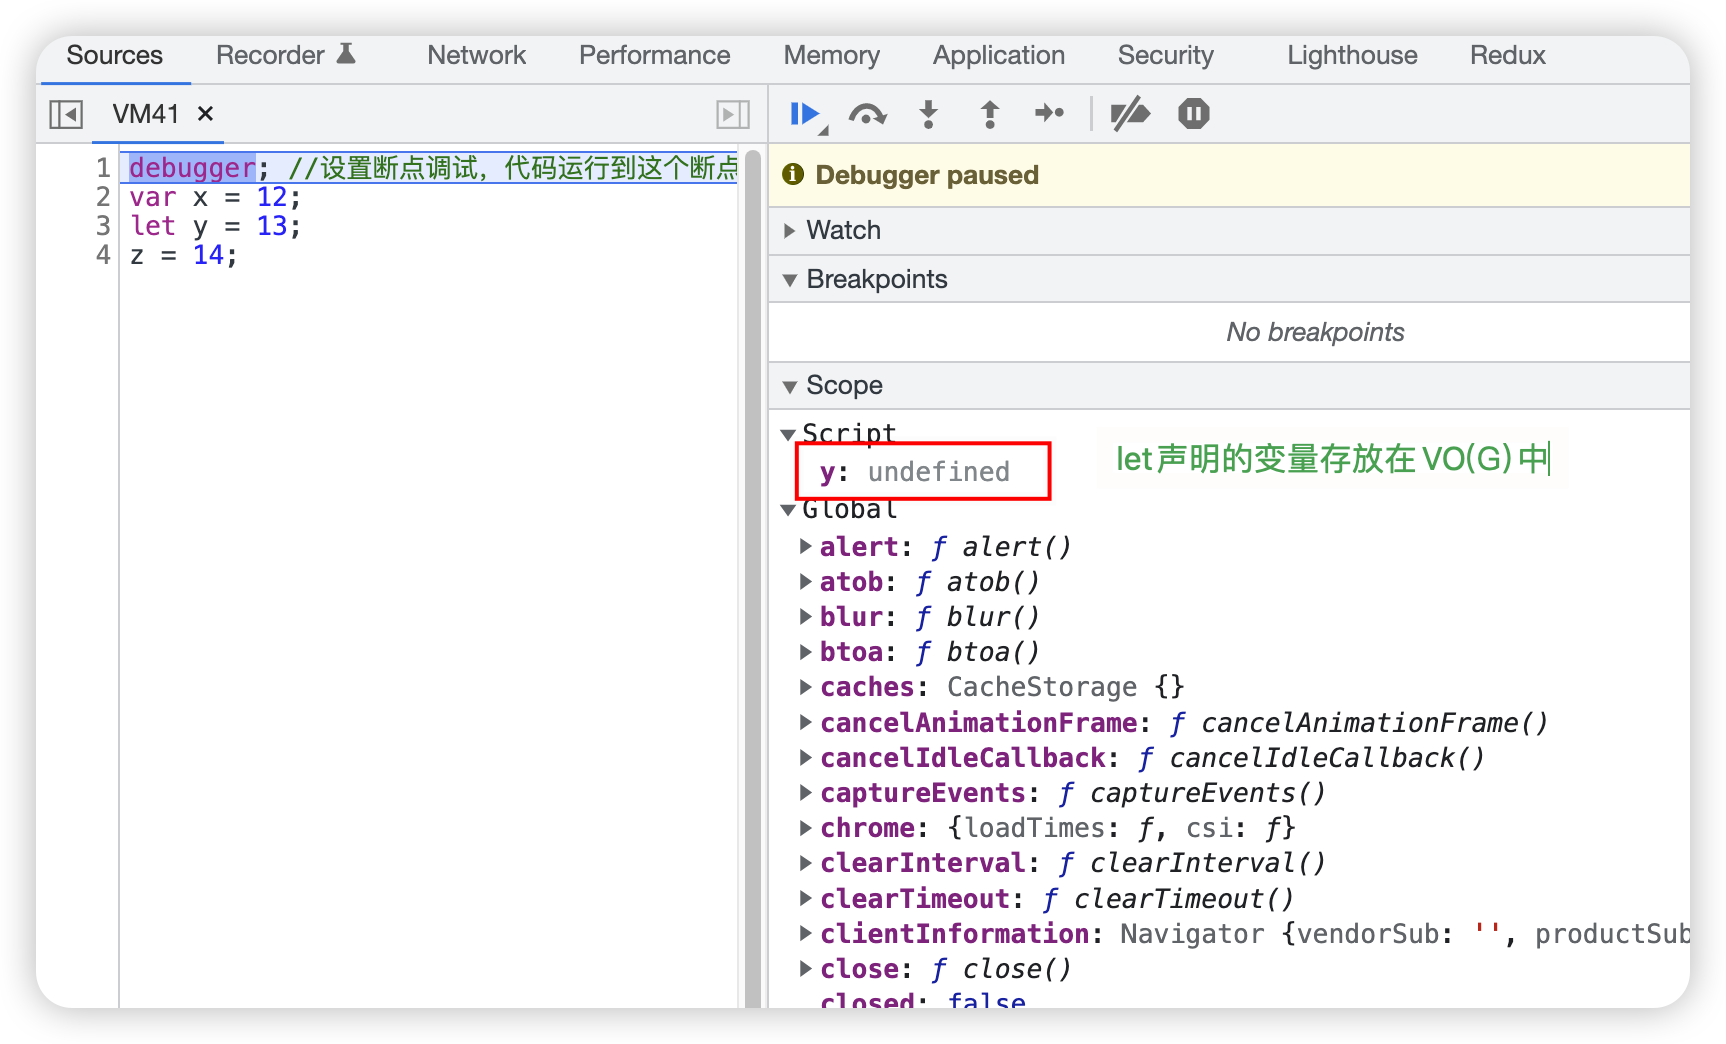 Sources Recorder Network Performance Memory Application Security Lighthouse Redux
VM41 ×
1 debugger; //设置断点调试，代码运行到这个断点
2 var x = 12;
3 let y = 13;
4 z = 14;
Debugger paused
Watch
Breakpoints
No breakpoints
Scope
Script
y: undefined
let声明的变量存放在VO(G)中
Global
alert: ƒ alert()
atob: ƒ atob()
blur: ƒ blur()
btoa: ƒ btoa()
caches: CacheStorage {}
cancelAnimationFrame: ƒ cancelAnimationFrame()
cancelIdleCallback: ƒ cancelIdleCallback()
captureEvents: ƒ captureEvents()
chrome: {loadTimes: ƒ, csi: ƒ}
clearInterval: ƒ clearInterval()
clearTimeout: ƒ clearTimeout()
clientInformation: Navigator {vendorSub: '', productSub
close: ƒ close()
closed: false